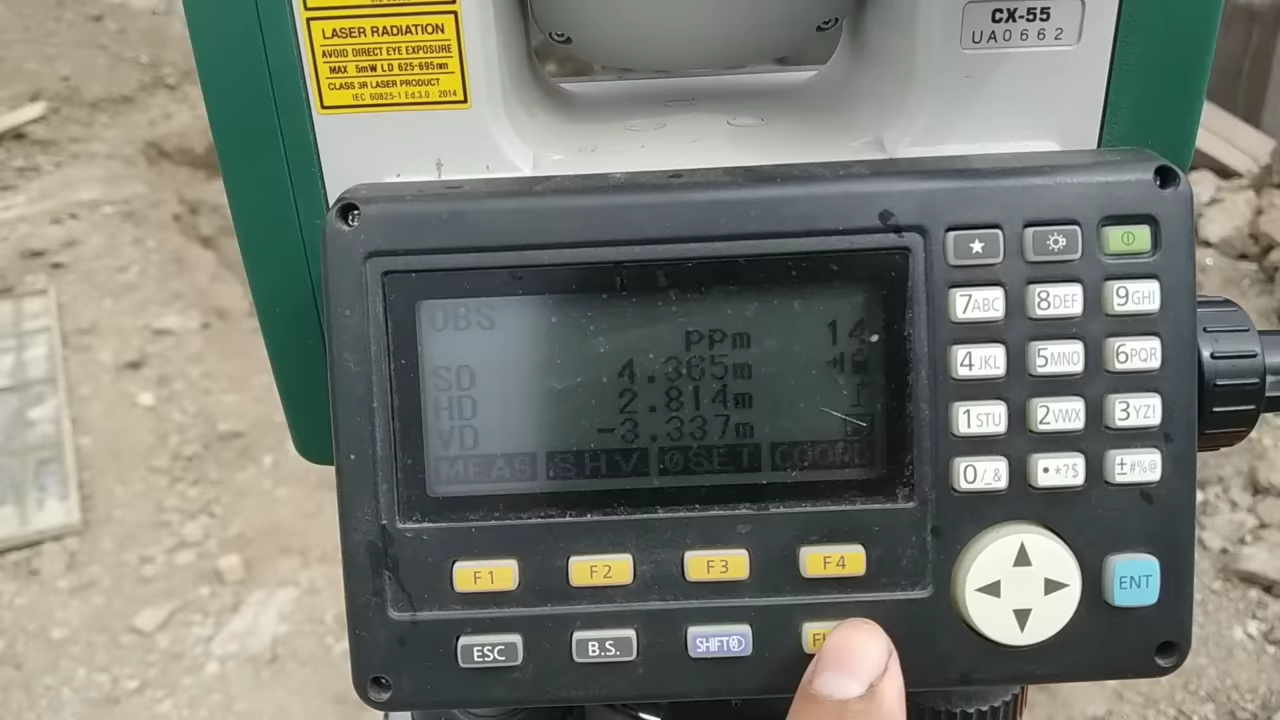 LASER RADIATION
AVOID DIRECT EYE EXPOSURE
MAX 5mW LD 625-695nm
CLASS 3R LASER PRODUCT
IEC 60825-1 Ed.3.0 2014
CX-55
UA0662
OBS
ppm 14
SD 4.365m
HD 2.814m
VD -3.337m
MEAS SHV 0SET COORD
7ABC 8DEF 9GHI
4JKL 5MNO 6PQR
1STU 2VWX 3YZ!
0/_& •*?$ ±#%@
F1 F2 F3 F4
ENT
ESC B.S. SHIFT